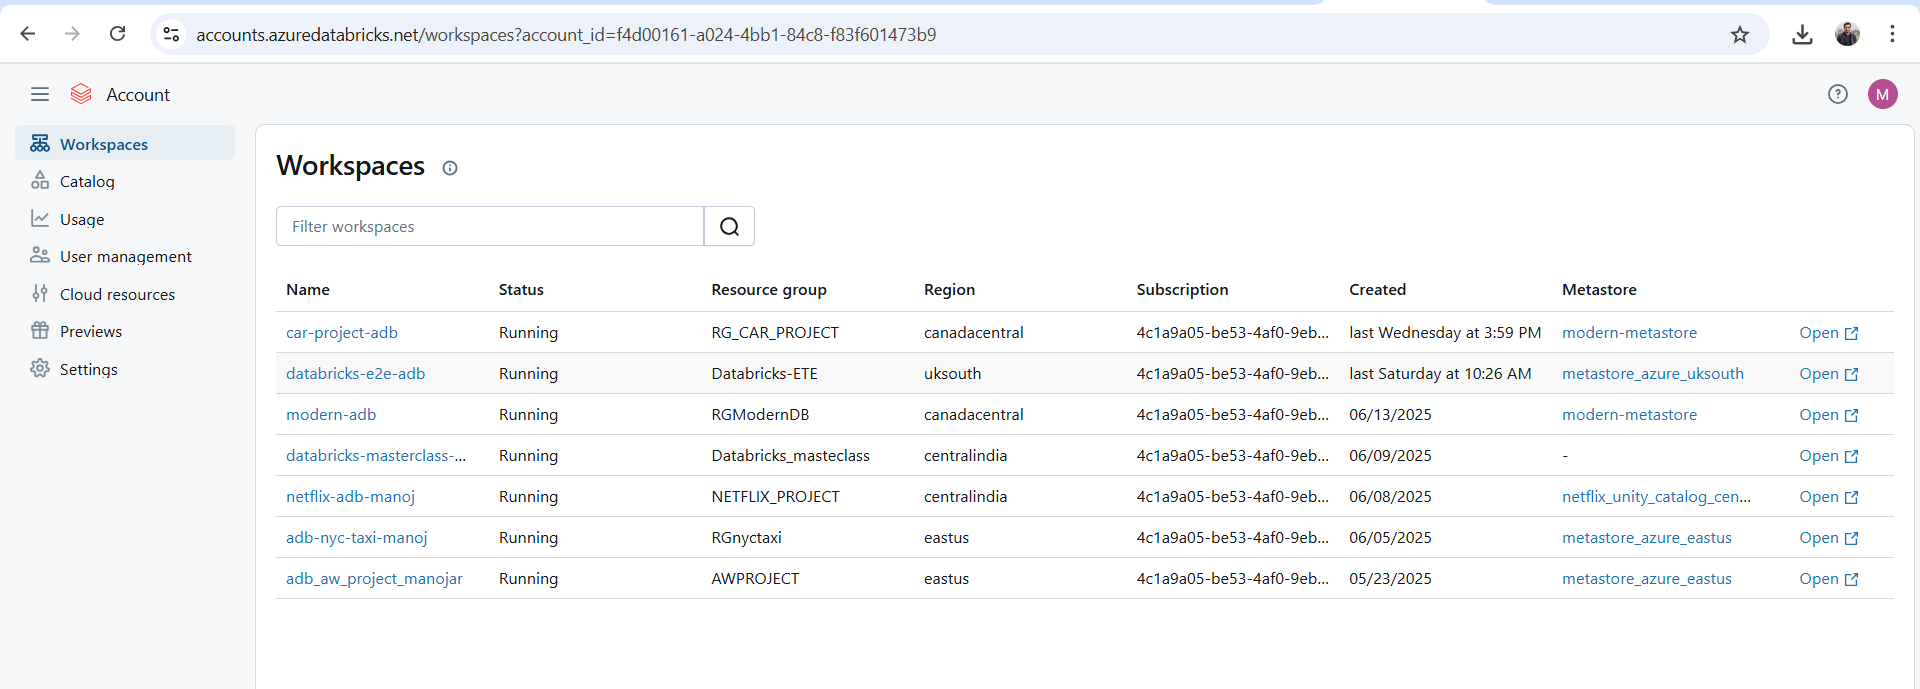 accounts.azuredatabricks.net/workspaces?account_id=f4d00161-a024-4bb1-84c8-f83f601473b9
Account
M
Workspaces
Catalog
Usage
User management
Cloud resources
Previews
Settings
Workspaces
Filter workspaces
Name Status Resource group Region Subscription Created Metastore
car-project-adb Running RG_CAR_PROJECT canadacentral 4c1a9a05-be53-4af0-9eb... last Wednesday at 3:59 PM modern-metastore Open
databricks-e2e-adb Running Databricks-ETE uksouth 4c1a9a05-be53-4af0-9eb... last Saturday at 10:26 AM metastore_azure_uksouth Open
modern-adb Running RGModernDB canadacentral 4c1a9a05-be53-4af0-9eb... 06/13/2025 modern-metastore Open
databricks-masterclass-... Running Databricks_masteclass centralindia 4c1a9a05-be53-4af0-9eb... 06/09/2025 - Open
netflix-adb-manoj Running NETFLIX_PROJECT centralindia 4c1a9a05-be53-4af0-9eb... 06/08/2025 netflix_unity_catalog_cen... Open
adb-nyc-taxi-manoj Running RGnyctaxi eastus 4c1a9a05-be53-4af0-9eb... 06/05/2025 metastore_azure_eastus Open
adb_aw_project_manojar Running AWPROJECT eastus 4c1a9a05-be53-4af0-9eb... 05/23/2025 metastore_azure_eastus Open